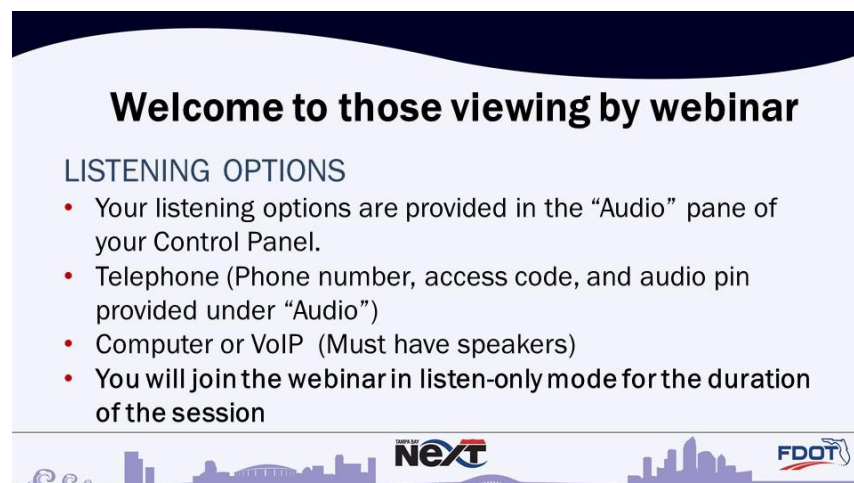 Welcome to those viewing by webinar
LISTENING OPTIONS
• Your listening options are provided in the “Audio” pane of
your Control Panel.
• Telephone (Phone number, access code, and audio pin
provided under “Audio”)
• Computer or VoIP (Must have speakers)
• You will join the webinar in listen-only mode for the duration
of the session
TAMPA BAY
NEXT
FDOT